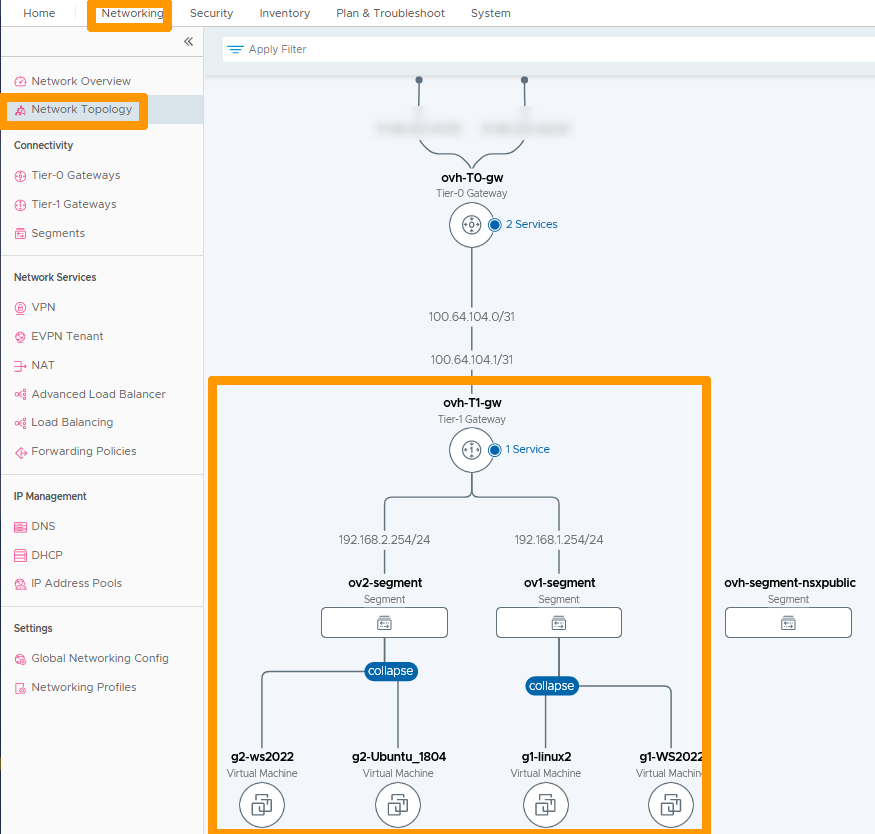 Home Networking Security Inventory Plan & Troubleshoot System
Apply Filter
Network Overview
Network Topology
Connectivity
Tier-0 Gateways
Tier-1 Gateways
Segments
Network Services
VPN
EVPN Tenant
NAT
Advanced Load Balancer
Load Balancing
Forwarding Policies
IP Management
DNS
DHCP
IP Address Pools
Settings
Global Networking Config
Networking Profiles
ovh-T0-gw
Tier-0 Gateway
2 Services
100.64.104.0/31
100.64.104.1/31
ovh-T1-gw
Tier-1 Gateway
1 Service
192.168.2.254/24 192.168.1.254/24
ov2-segment ov1-segment ovh-segment-nsxpublic
Segment Segment Segment
collapse
collapse
g2-ws2022 g2-Ubuntu_1804 g1-linux2 g1-WS2022
Virtual Machine Virtual Machine Virtual Machine Virtual Machin